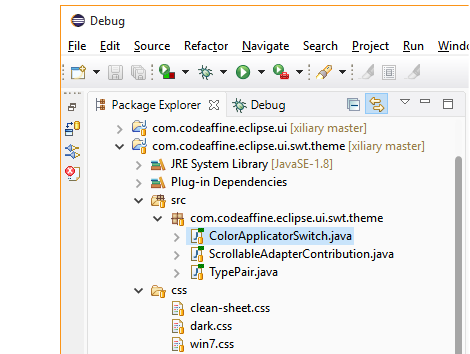 Debug
File Edit Source Refactor Navigate Search Project Run Windo
Package Explorer Debug
com.codeaffine.eclipse.ui [xiliary master]
com.codeaffine.eclipse.ui.swt.theme [xiliary master]
JRE System Library [JavaSE-1.8]
Plug-in Dependencies
src
com.codeaffine.eclipse.ui.swt.theme
ColorApplicatorSwitch.java
ScrollableAdapterContribution.java
TypePair.java
css
clean-sheet.css
dark.css
win7.css